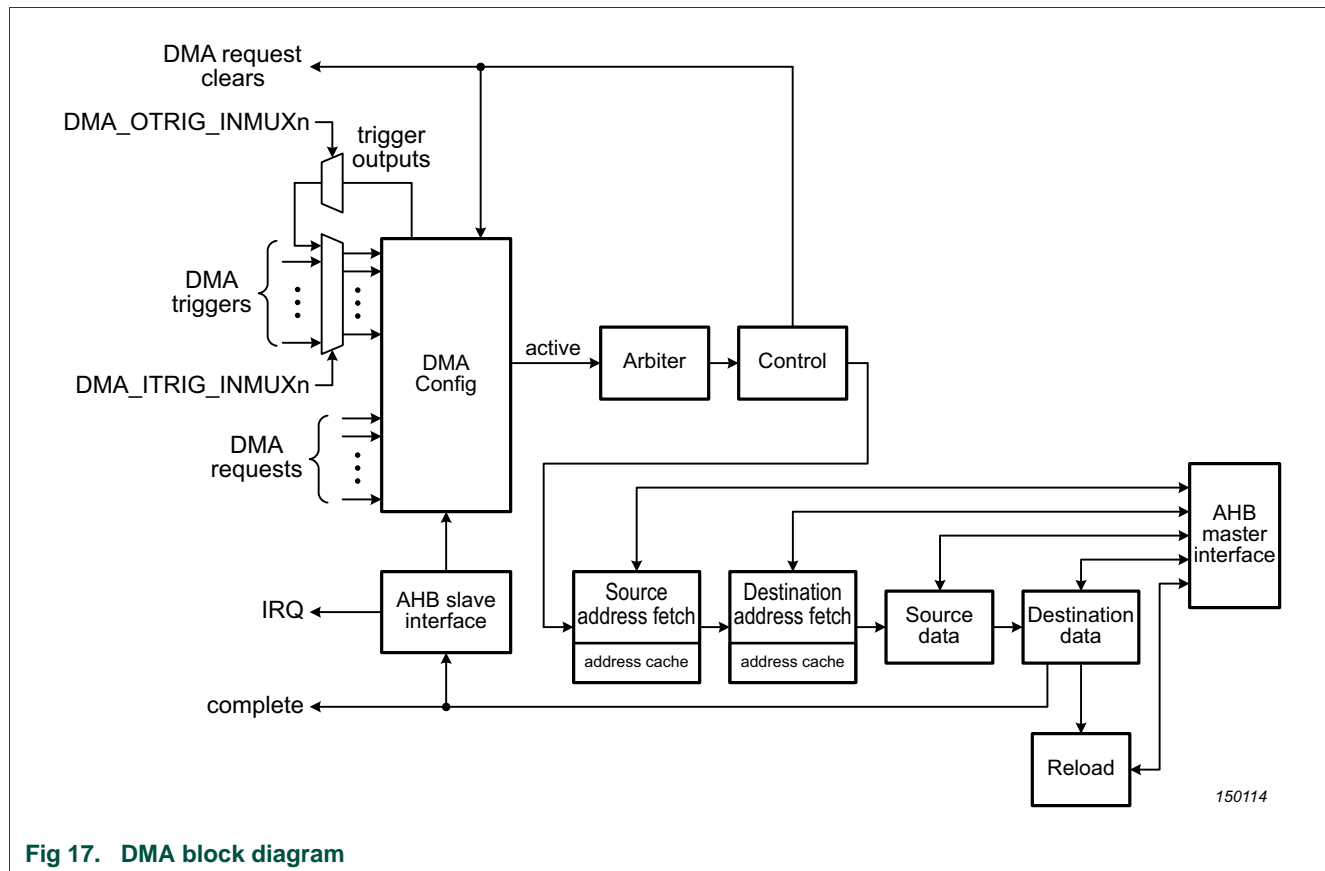 DMA request
clears
DMA_OTRIG_INMUXn
trigger
outputs
DMA
triggers
DMA_ITRIG_INMUXn
DMA
Config
active
Arbiter
Control
DMA
requests
AHB
master
interface
IRQ
AHB slave
interface
Source
address fetch
address cache
Destination
address fetch
address cache
Source
data
Destination
data
complete
Reload
150114
Fig 17. DMA block diagram